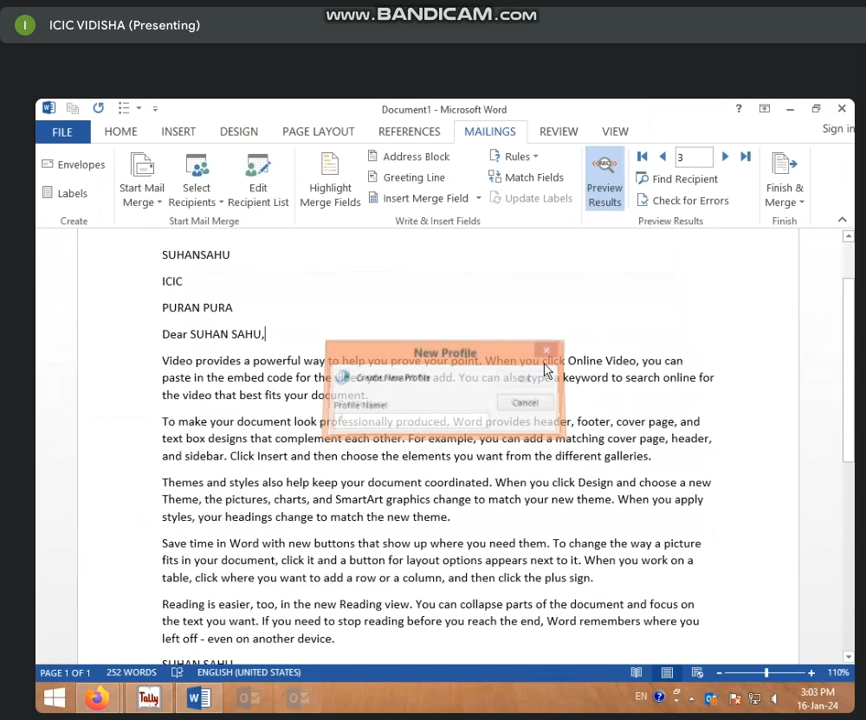 www.BANDICAM.com
I ICIC VIDISHA (Presenting)
Document1 - Microsoft Word
FILE HOME INSERT DESIGN PAGE LAYOUT REFERENCES MAILINGS REVIEW VIEW Sign in
Envelopes
Labels
Create
Start Mail Merge
Select Recipients
Edit Recipient List
Start Mail Merge
Highlight Merge Fields
Address Block
Greeting Line
Insert Merge Field
Rules
Match Fields
Update Labels
Write & Insert Fields
ABC
Preview Results
3
Find Recipient
Check for Errors
Preview Results
Finish & Merge
Finish
SUHANSAHU
ICIC
PURAN PURA
Dear SUHAN SAHU,
New Profile
Create New Profile
Cancel
Profile Name:
Video provides a powerful way to help you prove your point. When you click Online Video, you can
paste in the embed code for the video you want to add. You can also type a keyword to search online for
the video that best fits your document.
To make your document look professionally produced, Word provides header, footer, cover page, and
text box designs that complement each other. For example, you can add a matching cover page, header,
and sidebar. Click Insert and then choose the elements you want from the different galleries.
Themes and styles also help keep your document coordinated. When you click Design and choose a new
Theme, the pictures, charts, and SmartArt graphics change to match your new theme. When you apply
styles, your headings change to match the new theme.
Save time in Word with new buttons that show up where you need them. To change the way a picture
fits in your document, click it and a button for layout options appears next to it. When you work on a
table, click where you want to add a row or a column, and then click the plus sign.
Reading is easier, too, in the new Reading view. You can collapse parts of the document and focus on
the text you want. If you need to stop reading before you reach the end, Word remembers where you
left off - even on another device.
SUHAN SAHU
PAGE 1 OF 1 252 WORDS ENGLISH (UNITED STATES) 110%
Tally
EN
3:03 PM
16-Jan-24